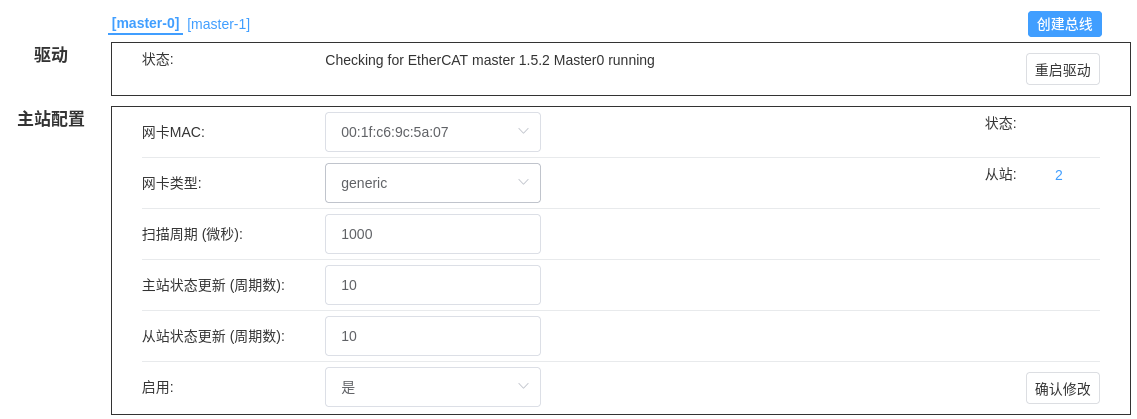 [master-0] [master-1] 创建总线
驱动
状态: Checking for EtherCAT master 1.5.2 Master0 running
重启驱动
主站配置
网卡MAC: 00:1f:c6:9c:5a:07 状态:
网卡类型: generic 从站: 2
扫描周期 (微秒): 1000
主站状态更新 (周期数): 10
从站状态更新 (周期数): 10
启用: 是 确认修改